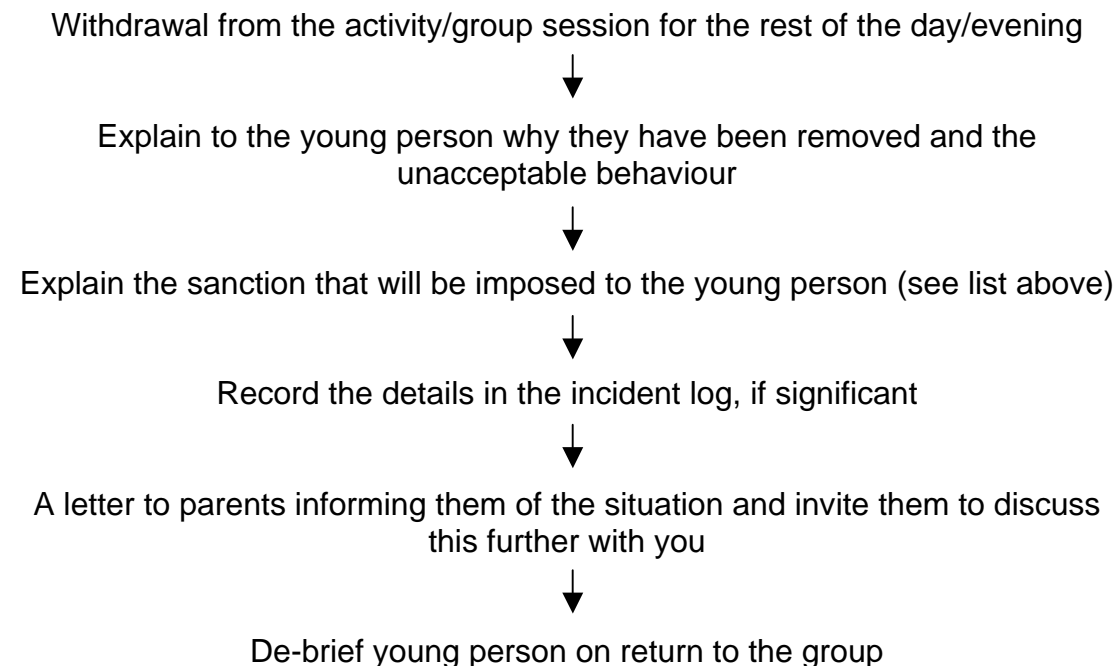 Withdrawal from the activity/group session for the rest of the day/evening
Explain to the young person why they have been removed and the
unacceptable behaviour
Explain the sanction that will be imposed to the young person (see list above)
Record the details in the incident log, if significant
A letter to parents informing them of the situation and invite them to discuss
this further with you
De-brief young person on return to the group